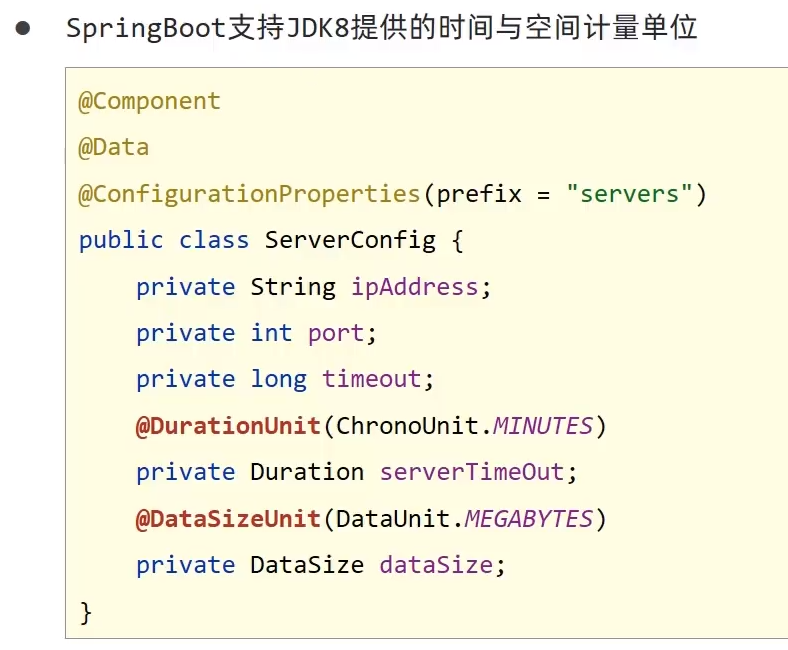 ● SpringBoot支持JDK8提供的时间与空间计量单位
@Component
@Data
@ConfigurationProperties(prefix = "servers")
public class ServerConfig {
    private String ipAddress;
    private int port;
    private long timeout;
    @DurationUnit(ChronoUnit.MINUTES)
    private Duration serverTimeOut;
    @DataSizeUnit(DataUnit.MEGABYTES)
    private DataSize dataSize;
}